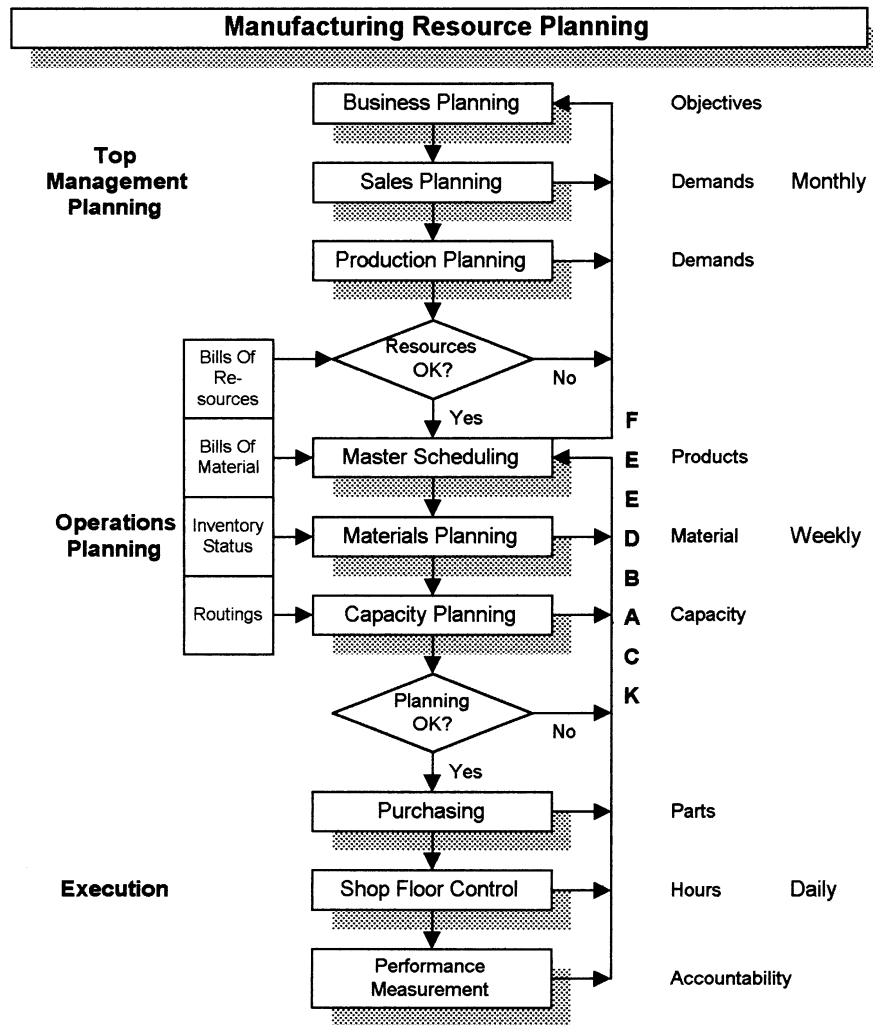 Manufacturing Resource Planning
Business Planning
Objectives
Top
Management
Planning
Sales Planning
Demands
Monthly
Production Planning
Demands
Bills Of
Re-
sources
Resources
OK?
No
Yes
Bills Of
Material
Master Scheduling
Products
Operations
Planning
Inventory
Status
Materials Planning
Material
Weekly
Routings
Capacity Planning
Capacity
F
E
E
D
B
A
C
K
Planning
OK?
No
Yes
Purchasing
Parts
Execution
Shop Floor Control
Hours
Daily
Performance
Measurement
Accountability